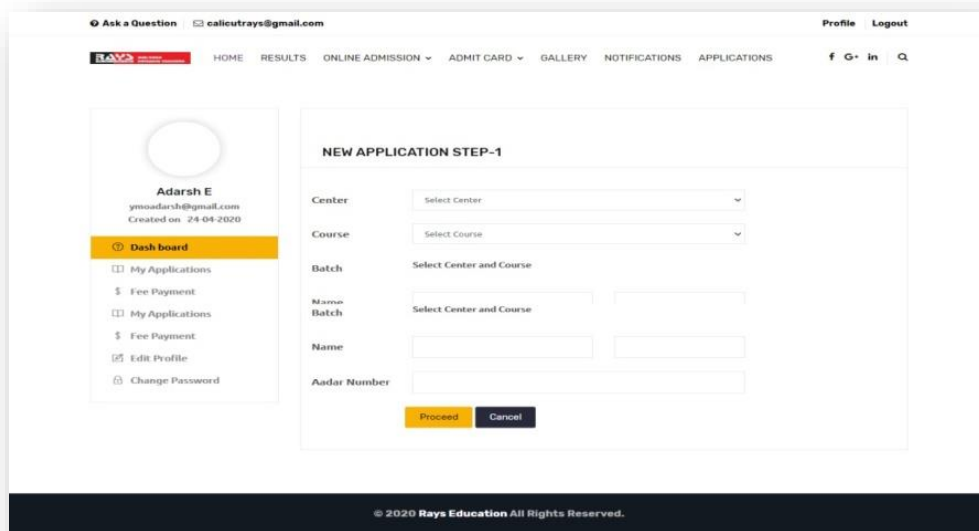 Ask a Question calicutrays@gmail.com Profile Logout
RAYS HOME RESULTS ONLINE ADMISSION ADMIT CARD GALLERY NOTIFICATIONS APPLICATIONS f G+ in
Adarsh E
ymoadarsh@gmail.com
Created on 24-04-2020
Dash board
My Applications
$ Fee Payment
My Applications
$ Fee Payment
Edit Profile
Change Password
NEW APPLICATION STEP-1
Center Select Center
Course Select Course
Batch Select Center and Course
Name
Batch Select Center and Course
Name
Aadar Number
Proceed Cancel
© 2020 Rays Education All Rights Reserved.